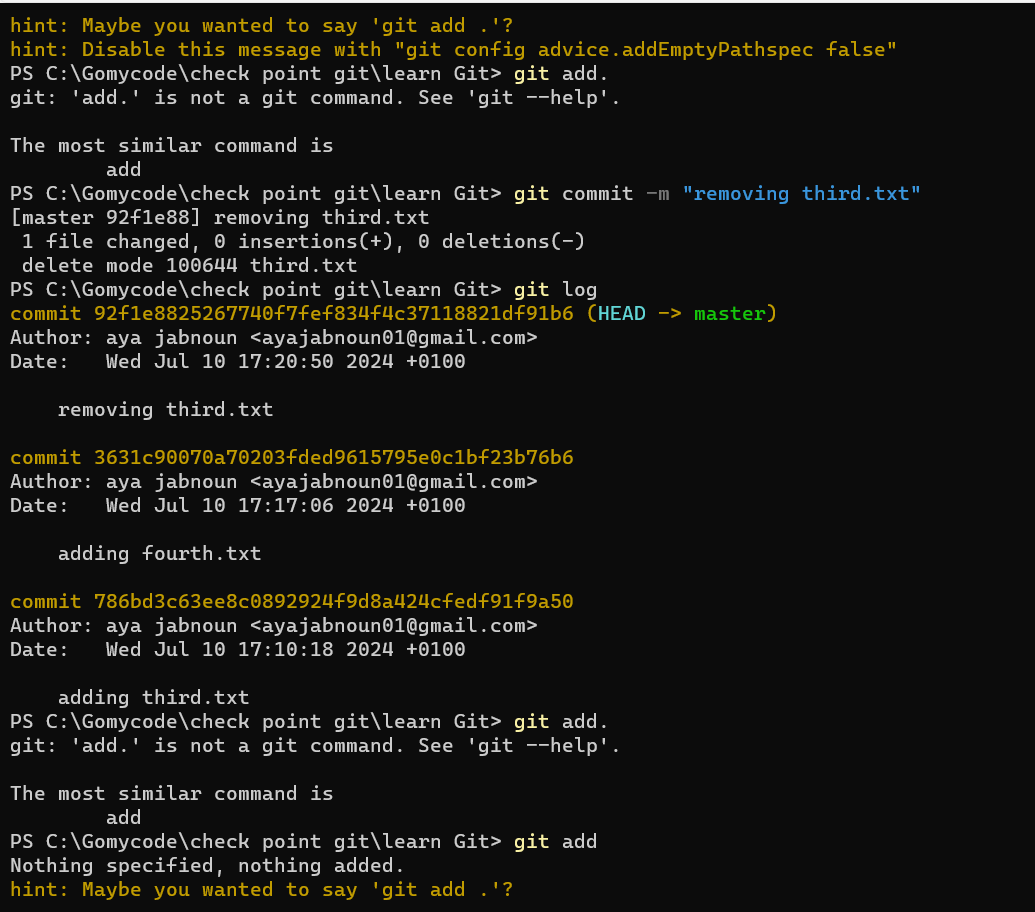 hint: Maybe you wanted to say 'git add .'?
hint: Disable this message with "git config advice.addEmptyPathspec false"
PS C:\Gomycode\check point git\learn Git> git add.
git: 'add.' is not a git command. See 'git --help'.
The most similar command is
add
PS C:\Gomycode\check point git\learn Git> git commit -m "removing third.txt"
[master 92f1e88] removing third.txt
1 file changed, 0 insertions(+), 0 deletions(-)
delete mode 100644 third.txt
PS C:\Gomycode\check point git\learn Git> git log
commit 92f1e8825267740f7fef834f4c37118821df91b6 (HEAD -> master)
Author: aya jabnoun <ayajabnoun01@gmail.com>
Date:   Wed Jul 10 17:20:50 2024 +0100
removing third.txt
commit 3631c90070a70203fded9615795e0c1bf23b76b6
Author: aya jabnoun <ayajabnoun01@gmail.com>
Date:   Wed Jul 10 17:17:06 2024 +0100
adding fourth.txt
commit 786bd3c63ee8c0892924f9d8a424cfedf91f9a50
Author: aya jabnoun <ayajabnoun01@gmail.com>
Date:   Wed Jul 10 17:10:18 2024 +0100
adding third.txt
PS C:\Gomycode\check point git\learn Git> git add.
git: 'add.' is not a git command. See 'git --help'.
The most similar command is
add
PS C:\Gomycode\check point git\learn Git> git add
Nothing specified, nothing added.
hint: Maybe you wanted to say 'git add .'?